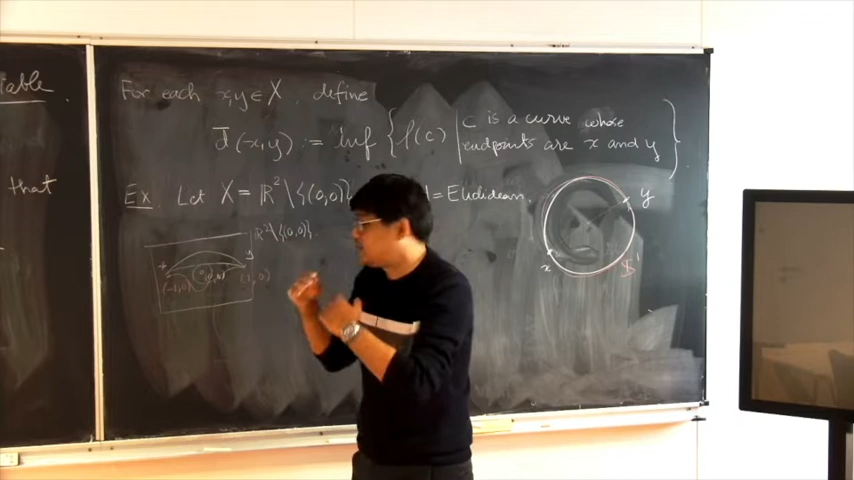 iable
that
For each x,y ∈ X, define
d̅(x,y) := Inf { l(c) | c is a curve whose
endpoints are x and y }
Ex. Let X = ℝ² \ {(0,0)} = Euclidean.
ℝ² \ {(0,0)}
x y
(-1,0) (0,0) (1,0)
y
x
S¹